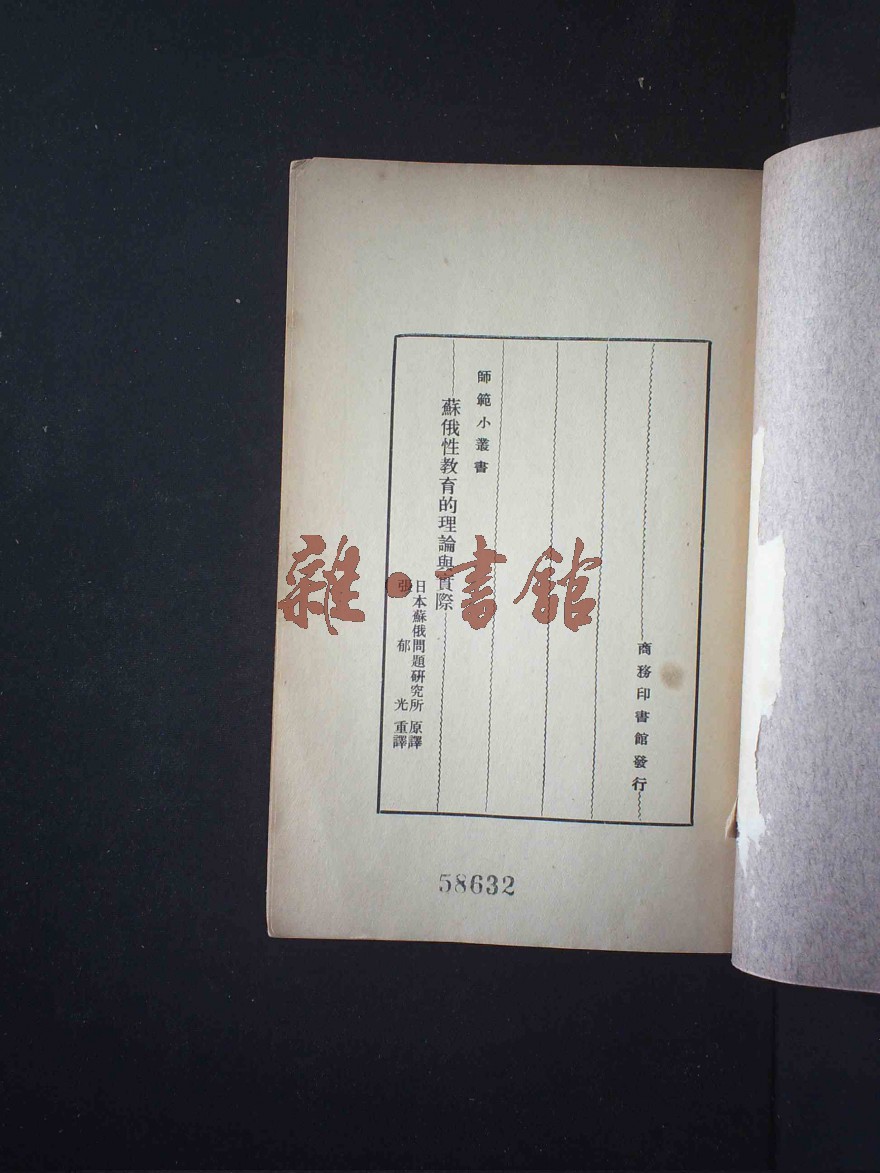 師範小叢書
蘇俄性教育的理論與實際
日本蘇俄問題研究所原譯
張郁光重譯
商務印書館發行
58632
雜·書館